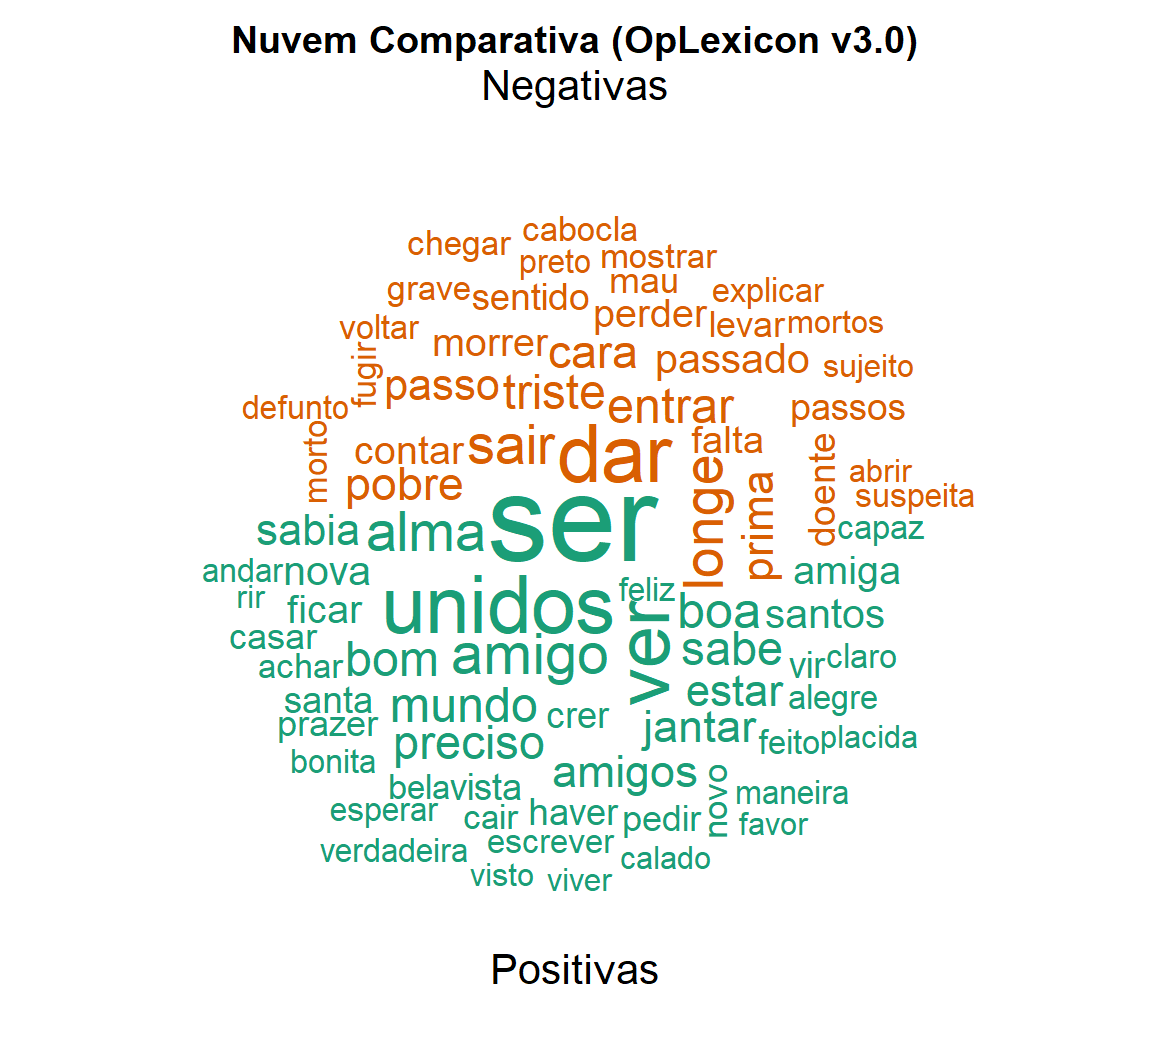 Nuvem Comparativa (OpLexicon v3.0)
Negativas
cabocla
chegar
preto mostrar
mau
grave sentido explicar
perder
voltar levar mortos
morrer cara passado sujeito
fugir
passo triste entrar passos
defunto
morto
contar sair dar falta
pobre longe prima doente abrir
suspeita
ser
sabia alma capaz
andar nova amiga
feliz
rir ficar unidos ver boa santos
casar
achar bom amigo sabe vir claro
santa mundo crer estar alegre
prazer
preciso jantar feito placida
bonita amigos
bela vista novo maneira
esperar cair haver pedir favor
verdadeira escrever calado
visto viver
Positivas